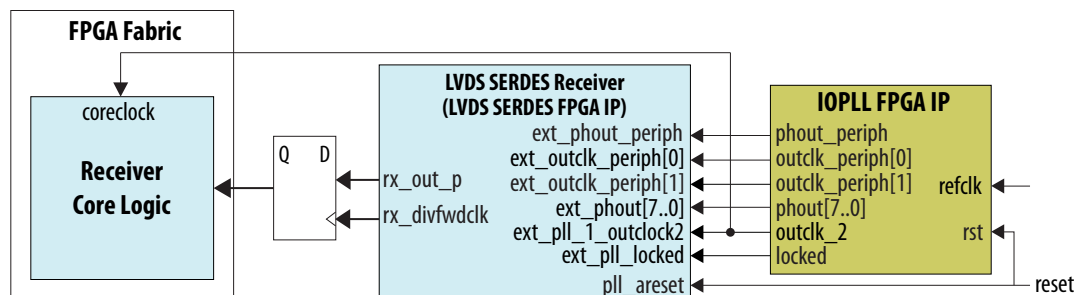 FPGA Fabric
coreclock
Receiver
Core Logic
Q D
LVDS SERDES Receiver
(LVDS SERDES FPGA IP)
ext_phout_periph
ext_outclk_periph[0]
ext_outclk_periph[1]
ext_phout[7..0]
ext_pll_1_outclock2
ext_pll_locked
pll_areset
rx_out_p
rx_divfwdclk
IOPLL FPGA IP
phout_periph
outclk_periph[0]
outclk_periph[1]
phout[7..0]
outclk_2
locked
refclk
rst
reset